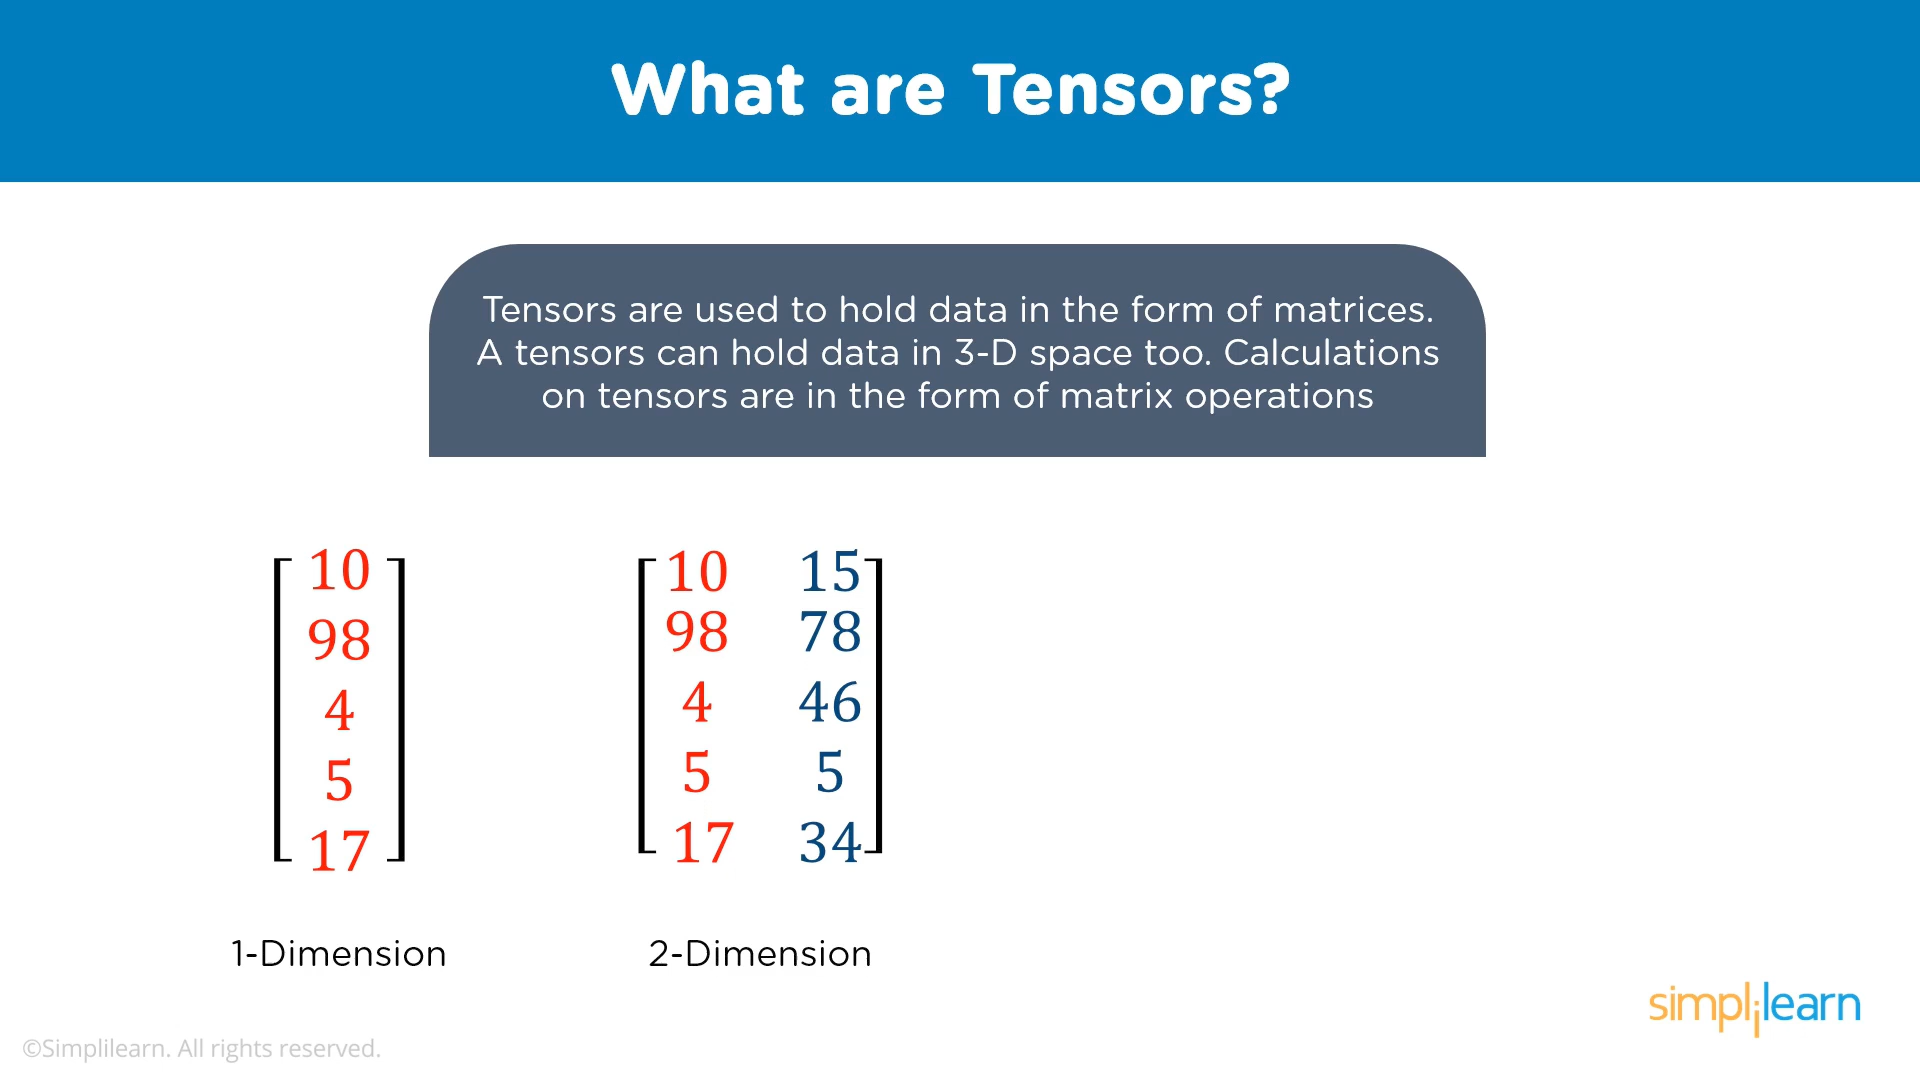 What are Tensors?
Tensors are used to hold data in the form of matrices.
A tensors can hold data in 3-D space too. Calculations
on tensors are in the form of matrix operations
10
98
4
5
17
1-Dimension
10 15
98 78
4 46
5 5
17 34
2-Dimension
simplilearn
©Simplilearn. All rights reserved.